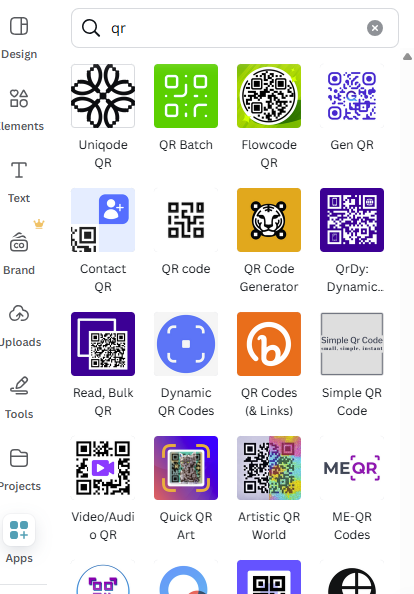 qr
Design
Elements
Text
Brand
Uploads
Tools
Projects
Apps
Uniqode
QR
QR Batch
Flowcode
QR
Gen QR
Contact
QR
QR code
QR Code
Generator
QrDy:
Dynamic...
Read, Bulk
QR
Dynamic
QR Codes
QR Codes
(& Links)
Simple Qr Code
small, simple, instant
Simple QR
Code
Video/Audi
o QR
Quick QR
Art
Artistic QR
World
MEQR
ME-QR
Codes